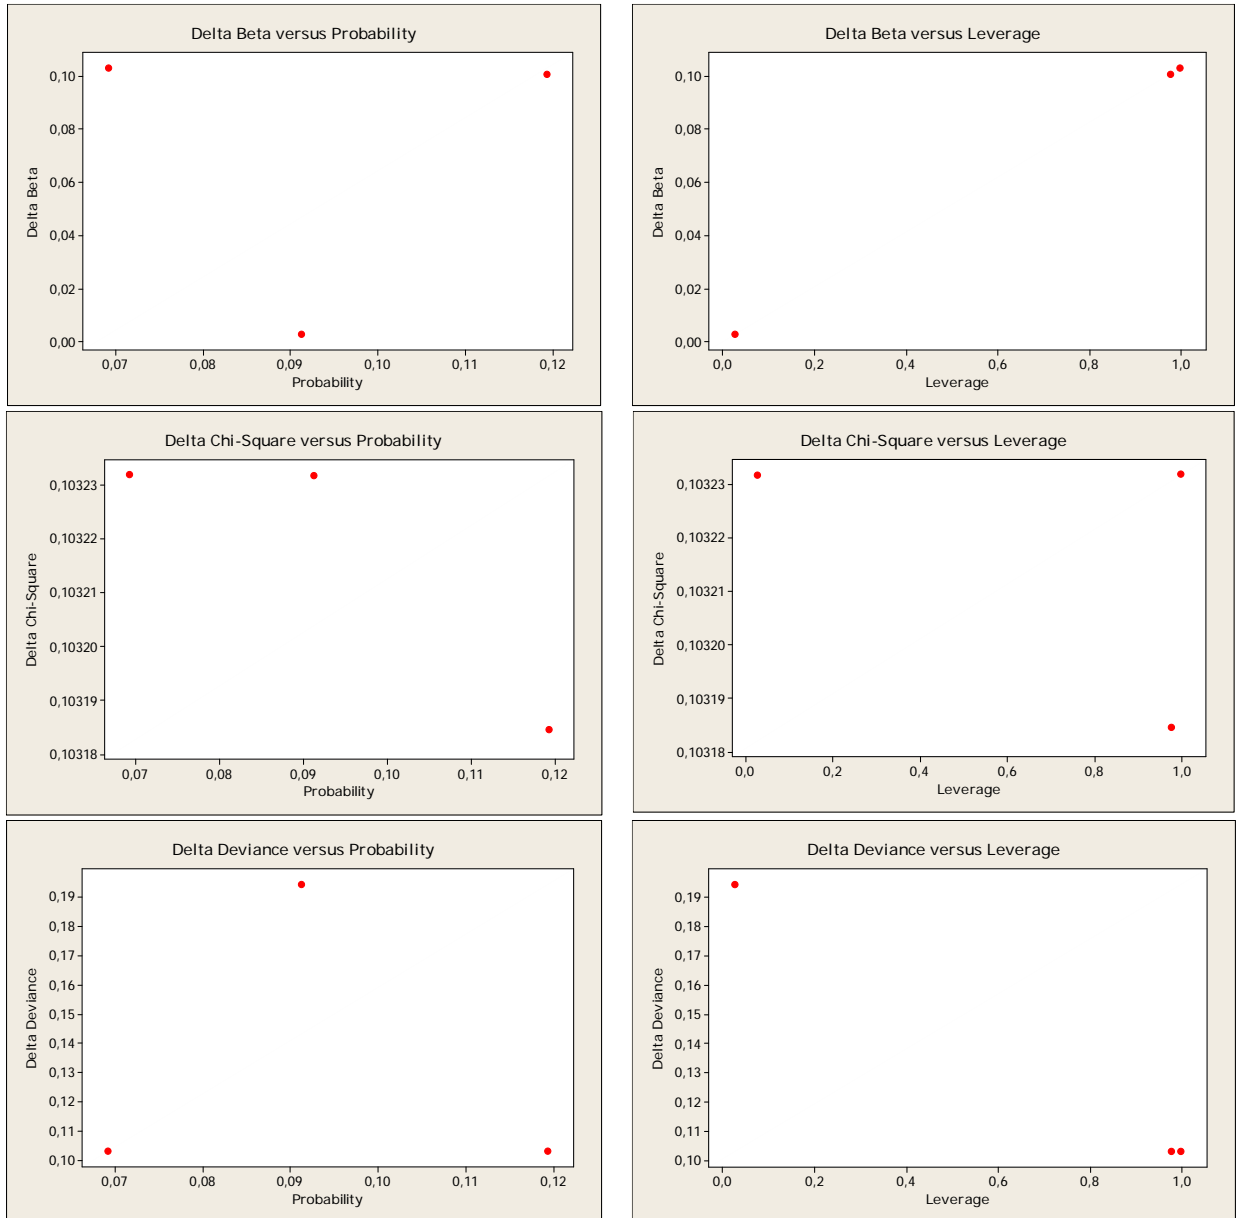 Delta Beta versus Probability
Delta Beta
0,10
0,08
0,06
0,04
0,02
0,00
0,07 0,08 0,09 0,10 0,11 0,12
Probability
Delta Beta versus Leverage
Delta Beta
0,10
0,08
0,06
0,04
0,02
0,00
0,0 0,2 0,4 0,6 0,8 1,0
Leverage
Delta Chi-Square versus Probability
Delta Chi-Square
0,10323
0,10322
0,10321
0,10320
0,10319
0,10318
0,07 0,08 0,09 0,10 0,11 0,12
Probability
Delta Chi-Square versus Leverage
Delta Chi-Square
0,10323
0,10322
0,10321
0,10320
0,10319
0,10318
0,0 0,2 0,4 0,6 0,8 1,0
Leverage
Delta Deviance versus Probability
Delta Deviance
0,19
0,18
0,17
0,16
0,15
0,14
0,13
0,12
0,11
0,10
0,07 0,08 0,09 0,10 0,11 0,12
Probability
Delta Deviance versus Leverage
Delta Deviance
0,19
0,18
0,17
0,16
0,15
0,14
0,13
0,12
0,11
0,10
0,0 0,2 0,4 0,6 0,8 1,0
Leverage